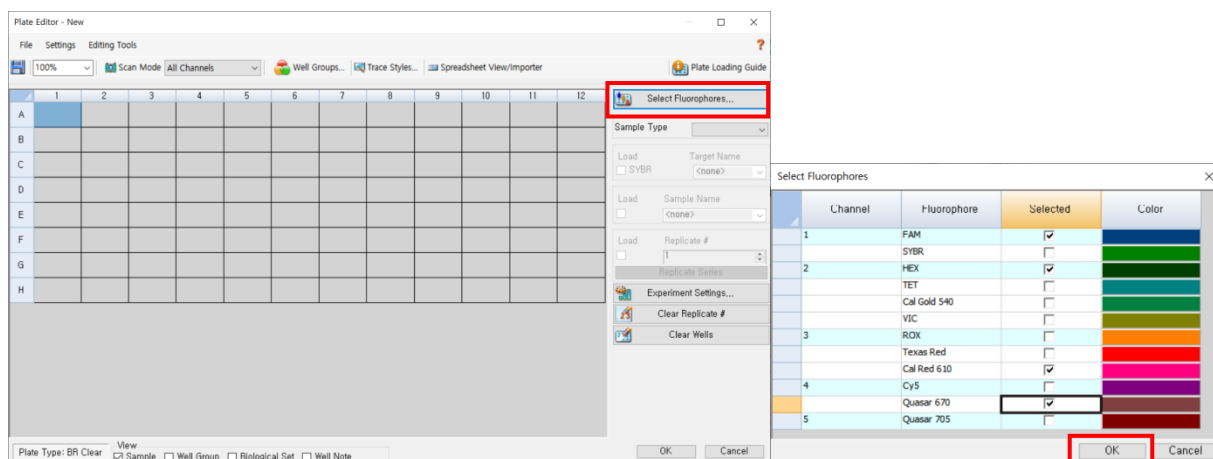 Plate Editor - New
File Settings Editing Tools
?
100% Scan Mode All Channels Well Groups... Trace Styles... Spreadsheet View/Importer Plate Loading Guide
1 2 3 4 5 6 7 8 9 10 11 12
A
B
C
D
E
F
G
H
Select Fluorophores...
Sample Type
Load Target Name
SYBR <none>
Load Sample Name
<none>
Load Replicate #
1
Replicate Series
Experiment Settings...
Clear Replicate #
Clear Wells
Plate Type: BR Clear
View
Sample Well Group Biological Set Well Note
OK Cancel
Select Fluorophores
Channel Fluorophore Selected Color
1 FAM
SYBR
2 HEX
TET
Cal Gold 540
VIC
3 ROX
Texas Red
Cal Red 610
4 Cy5
Quasar 670
5 Quasar 705
OK Cancel